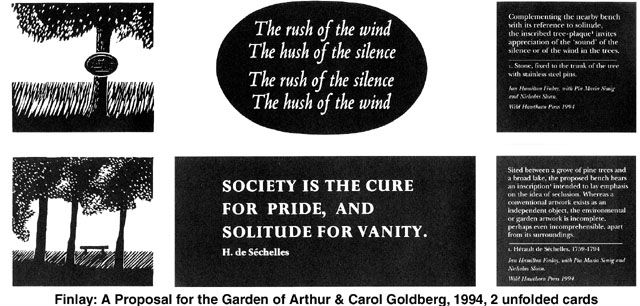 The rush of the wind
The hush of the silence
The rush of the silence
The hush of the wind
Complementing the nearby bench
with its reference to solitude,
the inscribed tree-plaque¹ invites
appreciation of the 'sound' of the
silence or of the wind in the trees.
1. Stone, fixed to the trunk of the tree
with stainless steel pins.
Ian Hamilton Finlay, with Pia Maria Simig
and Nicholas Sloan.
Wild Hawthorn Press 1994
SOCIETY IS THE CURE
FOR PRIDE, AND
SOLITUDE FOR VANITY.
H. de Séchelles
Sited between a grove of pine trees and
a broad lake, the proposed bench bears
an inscription¹ intended to lay emphasis
on the idea of seclusion. Whereas a
conventional artwork exists as an
independent object, the environmental
or garden artwork is incomplete,
perhaps even incomprehensible, apart
from its surroundings.
1. Hérault de Séchelles, 1759-1794
Ian Hamilton Finlay, with Pia Maria Simig and
Nicholas Sloan.
Wild Hawthorn Press 1994
Finlay: A Proposal for the Garden of Arthur & Carol Goldberg, 1994, 2 unfolded cards